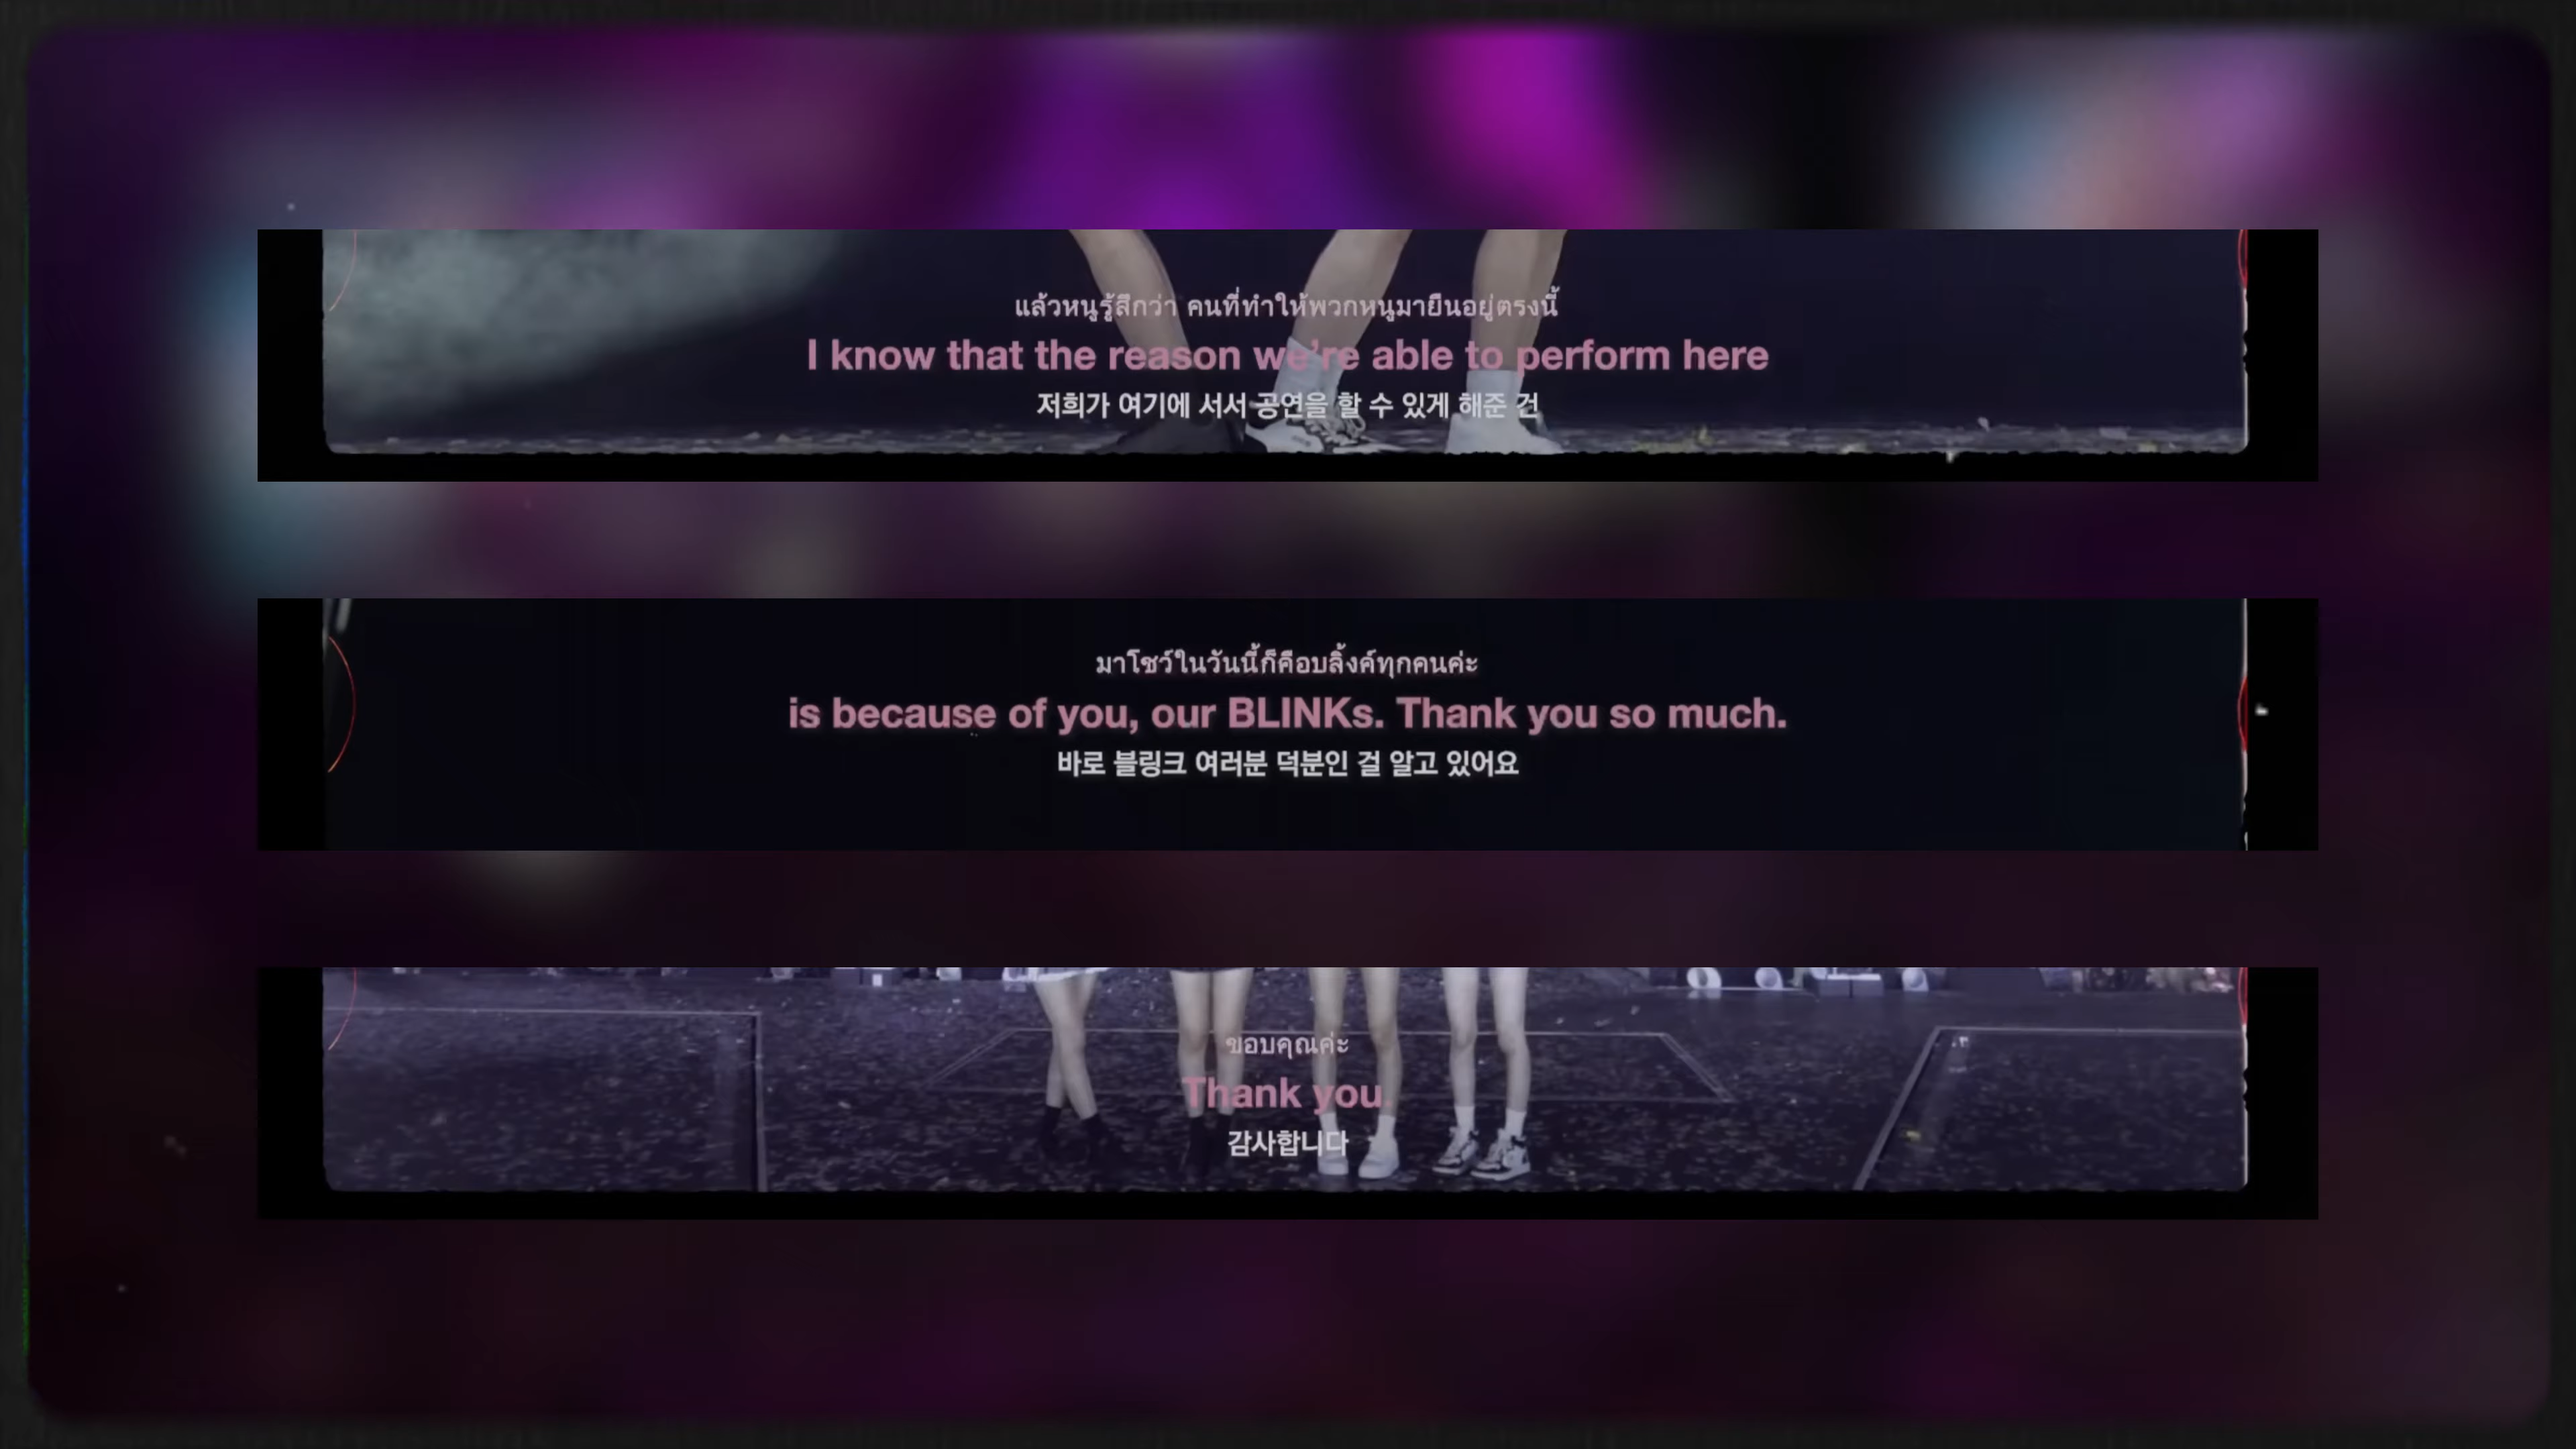 แล้วหนูรู้สึกว่า คนที่ทำให้พวกหนูมายืนอยู่ตรงนี้
I know that the reason we're able to perform here
저희가 여기에 서서 공연을 할 수 있게 해준 건
มาโชว์ในวันนี้ก็คือบลิ้งค์ทุกคนค่ะ
is because of you, our BLINKs. Thank you so much.
바로 블링크 여러분 덕분인 걸 알고 있어요
ขอบคุณค่ะ
Thank you.
감사합니다